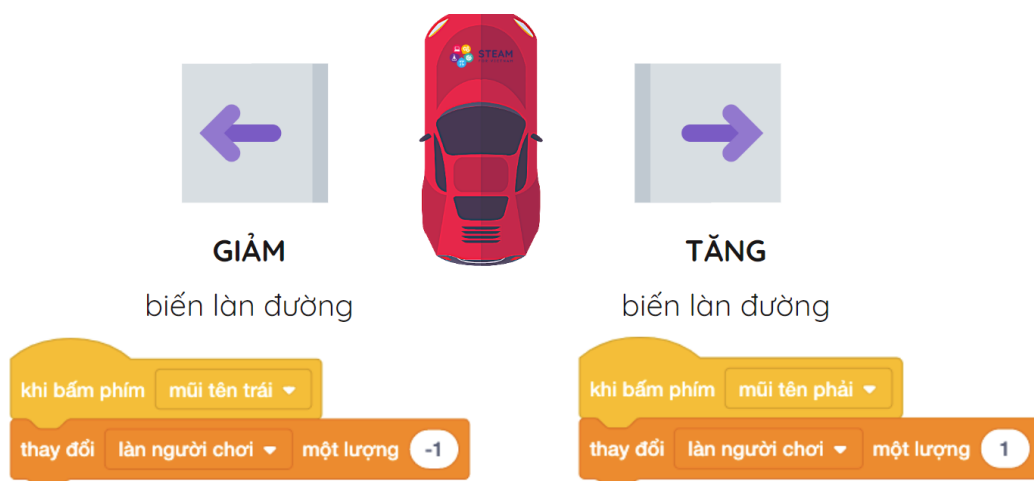 STEAM
GIẢM
TĂNG
biến làn đường
biến làn đường
khi bấm phím mũi tên trái
khi bấm phím mũi tên phải
thay đổi làn người chơi một lượng -1
thay đổi làn người chơi một lượng 1